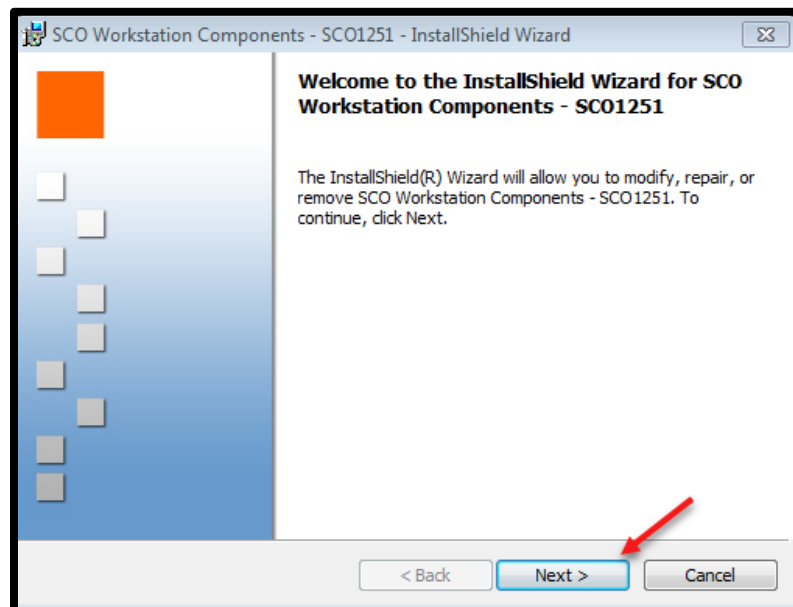 SCO Workstation Components - SCO1251 - InstallShield Wizard
Welcome to the InstallShield Wizard for SCO
Workstation Components - SCO1251
The InstallShield(R) Wizard will allow you to modify, repair, or
remove SCO Workstation Components - SCO1251. To
continue, click Next.
< Back
Next >
Cancel